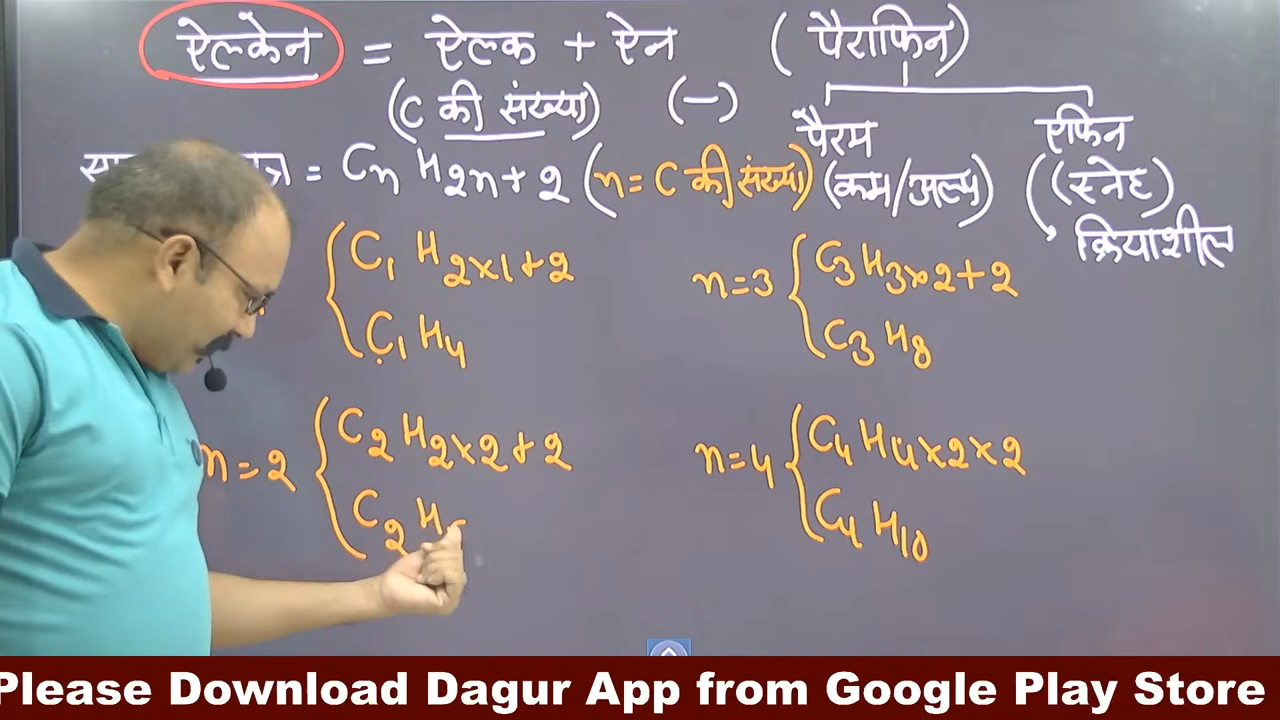 ऐल्केन = ऐल्क + ऐन (पैराफिन)
(C की संख्या) (-)
पैरम एफिन
= CnH2n+2 (n=C की संख्या) (कम/अल्प) (स्नेह)
क्रियाशील
C1 H2×1+2
C1 H4
n=3 C3 H3×2+2
C3 H8
n=2 C2 H2×2+2
C2 H
n=4 C4 H4×2×2
C4 H10
Please Download Dagur App from Google Play Store